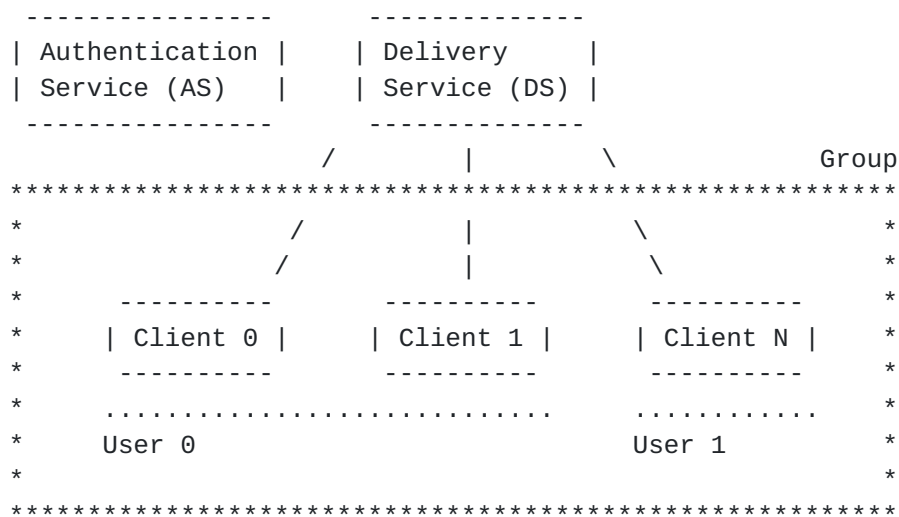 ----------------      --------------
| Authentication |    | Delivery     |
| Service (AS)   |    | Service (DS) |
 ----------------      --------------
                    /        |        \             Group
*********************************************************
*                 /          |          \               *
*                /           |           \              *
*      ----------       ----------       ----------     *
*     | Client 0 |     | Client 1 |     | Client N |    *
*      ----------       ----------       ----------     *
*     .............................     ............    *
*     User 0                            User 1          *
*                                                       *
*********************************************************